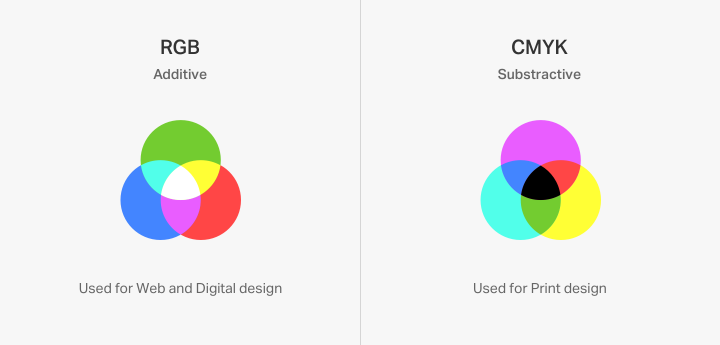 RGB
Additive
Used for Web and Digital design
CMYK
Substractive
Used for Print design